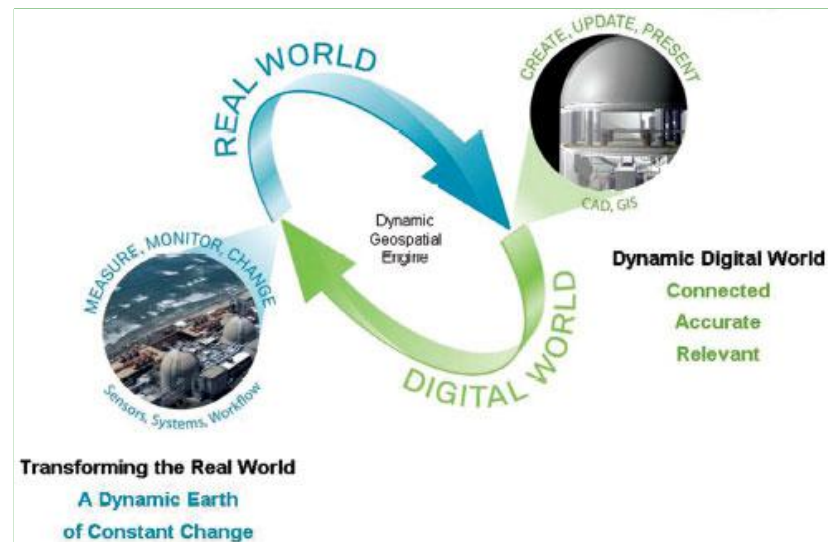 REAL WORLD
CREATE, UPDATE, PRESENT
CAD, GIS
Dynamic
Geospatial
Engine
MEASURE, MONITOR, CHANGE
Sensors, Systems, Workflow
DIGITAL WORLD
Dynamic Digital World
Connected
Accurate
Relevant
Transforming the Real World
A Dynamic Earth
of Constant Change